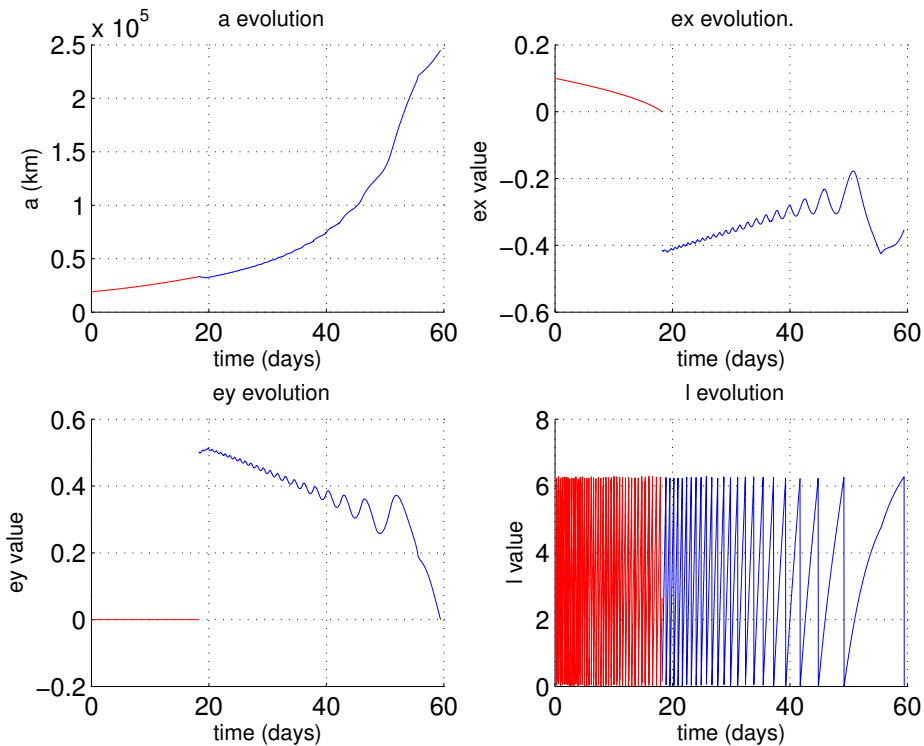 a evolution
x 10^5
2.5
2
1.5
1
0.5
0
0
20
40
60
a (km)
time (days)
ex evolution.
0.2
0
−0.2
−0.4
−0.6
0
20
40
60
ex value
time (days)
ey evolution
0.6
0.4
0.2
0
−0.2
0
20
40
60
ey value
time (days)
l evolution
8
6
4
2
0
0
20
40
60
l value
time (days)